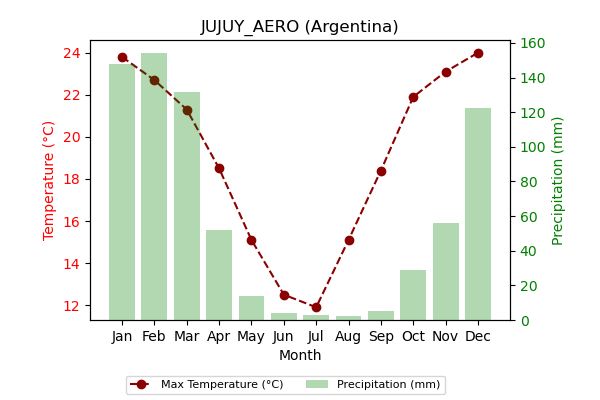 JUJUY_AERO (Argentina)
24
22
20
18
16
14
12
Temperature (°C)
160
140
120
100
80
60
40
20
0
Precipitation (mm)
Jan Feb Mar Apr May Jun Jul Aug Sep Oct Nov Dec
Month
Max Temperature (°C) Precipitation (mm)